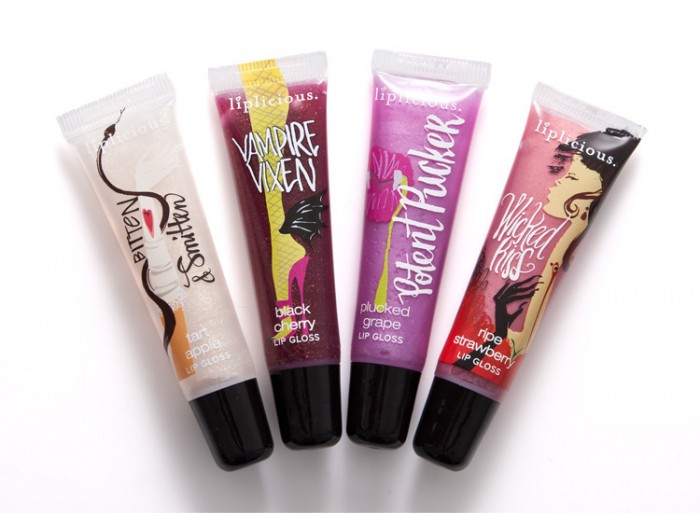 liplicious.
BITTEN
& Smitten
tart
apple
LIP GLOSS
liplicious.
VAMPIRE
VIXEN
black
cherry
LIP GLOSS
liplicious.
Potent Pucker
plucked
grape
LIP GLOSS
liplicious.
Wicked
Kiss
ripe
strawberry
LIP GLOSS